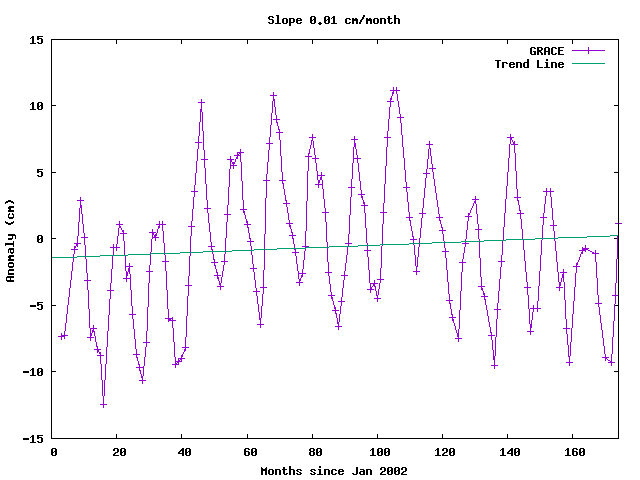 Slope 0.01 cm/month
GRACE
Trend Line
15
10
5
0
-5
-10
-15
Anomaly (cm)
0 20 40 60 80 100 120 140 160
Months since Jan 2002